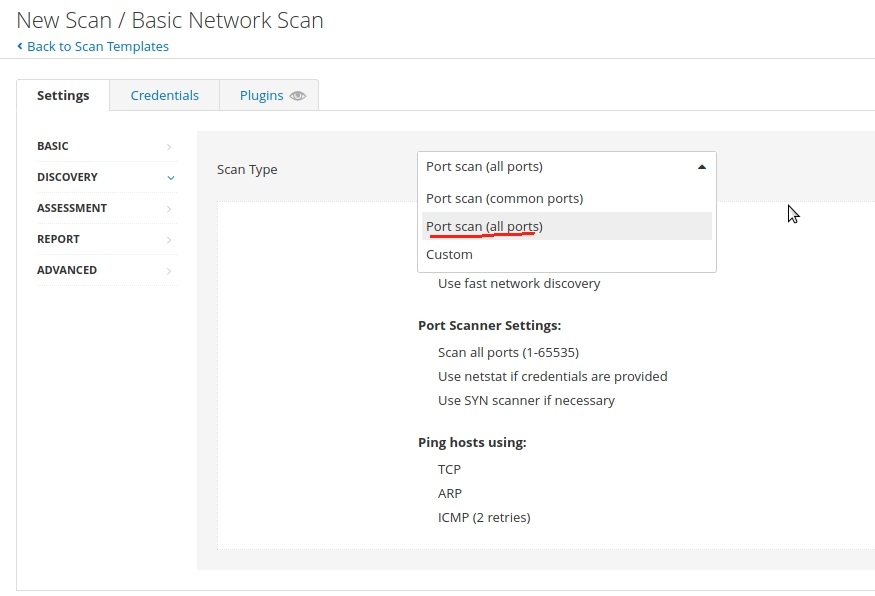 New Scan / Basic Network Scan
Back to Scan Templates
Settings
Credentials
Plugins
BASIC
DISCOVERY
ASSESSMENT
REPORT
ADVANCED
Scan Type
Port scan (all ports)
Port scan (common ports)
Port scan (all ports)
Custom
Use fast network discovery
Port Scanner Settings:
Scan all ports (1-65535)
Use netstat if credentials are provided
Use SYN scanner if necessary
Ping hosts using:
TCP
ARP
ICMP (2 retries)